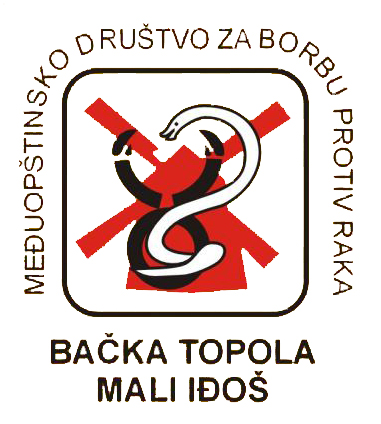 MEĐUOPŠTINSKO DRUŠTVO ZA BORBU PROTIV RAKA
BAČKA TOPOLA
MALI IĐOŠ